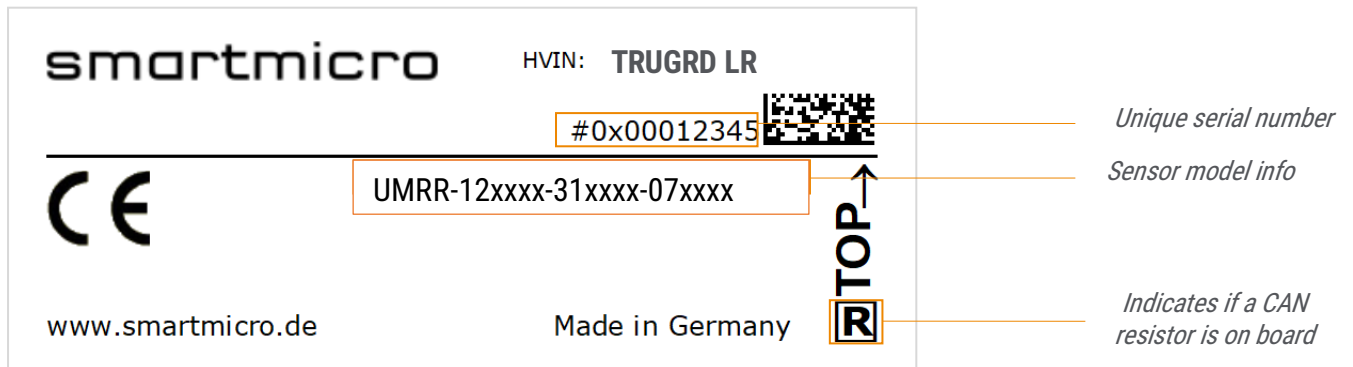 smartmicro
HVIN: TRUGRD LR
#0x00012345
Unique serial number
Sensor model info
UMRR-12xxxx-31xxxx-07xxxx
CE
TOP→
www.smartmicro.de
Made in Germany
R
Indicates if a CAN
resistor is on board